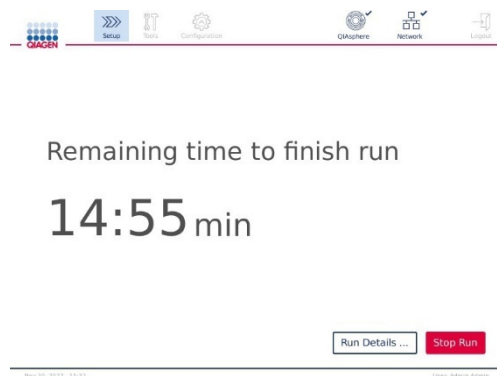 QIAGEN
Setup
Tools
Configuration
QIAsphere
Network
Logout
Remaining time to finish run
14:55 min
Run Details ...
Stop Run